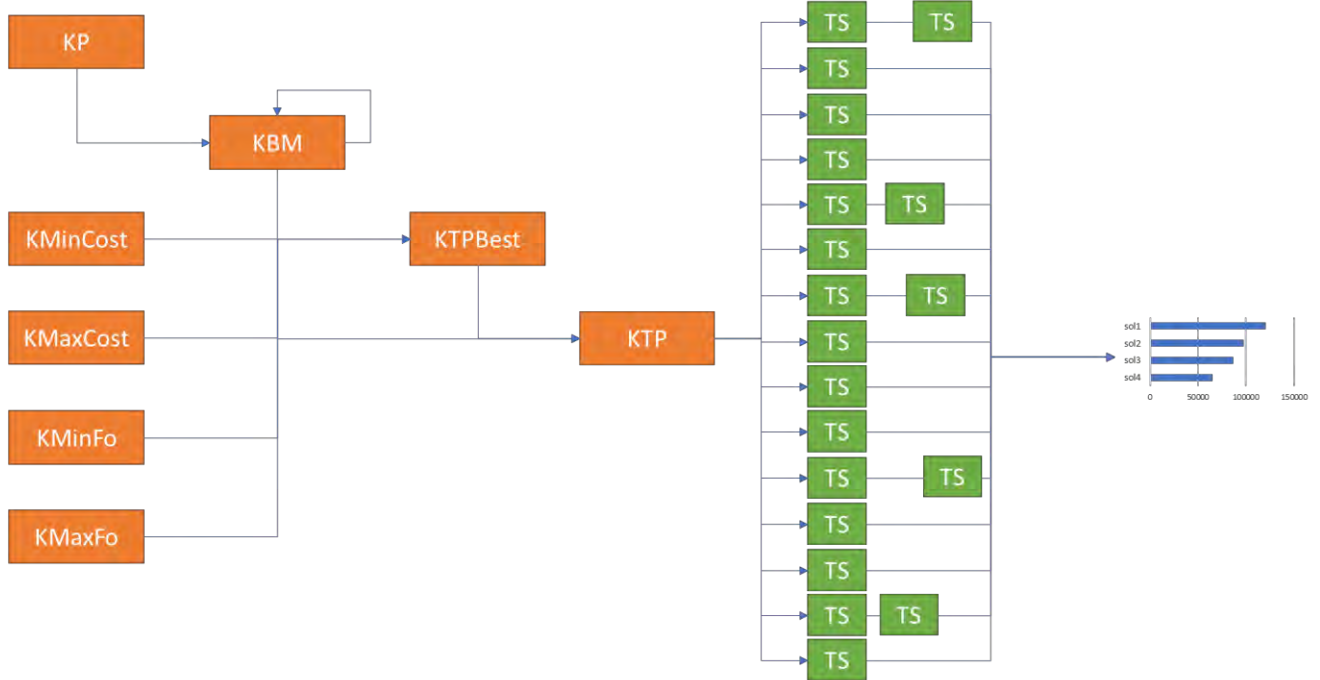 KP
KBM
KMinCost
KTPBest
KMaxCost
KTP
KMinFo
KMaxFo
TS TS
TS
TS
TS
TS TS
TS
TS TS
TS
TS
TS
TS TS
TS
TS
TS TS
TS
sol1
sol2
sol3
sol4
0 50000 100000 150000